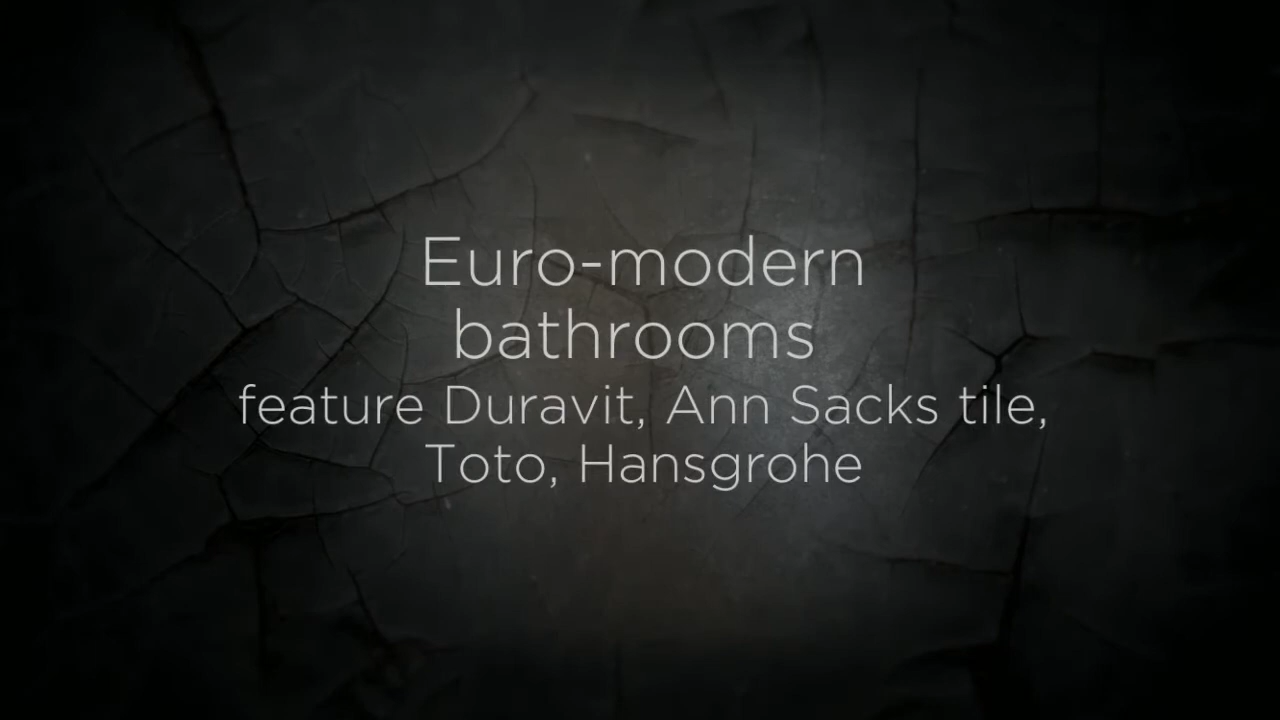 Euro-modern
bathrooms
feature Duravit, Ann Sacks tile,
Toto, Hansgrohe